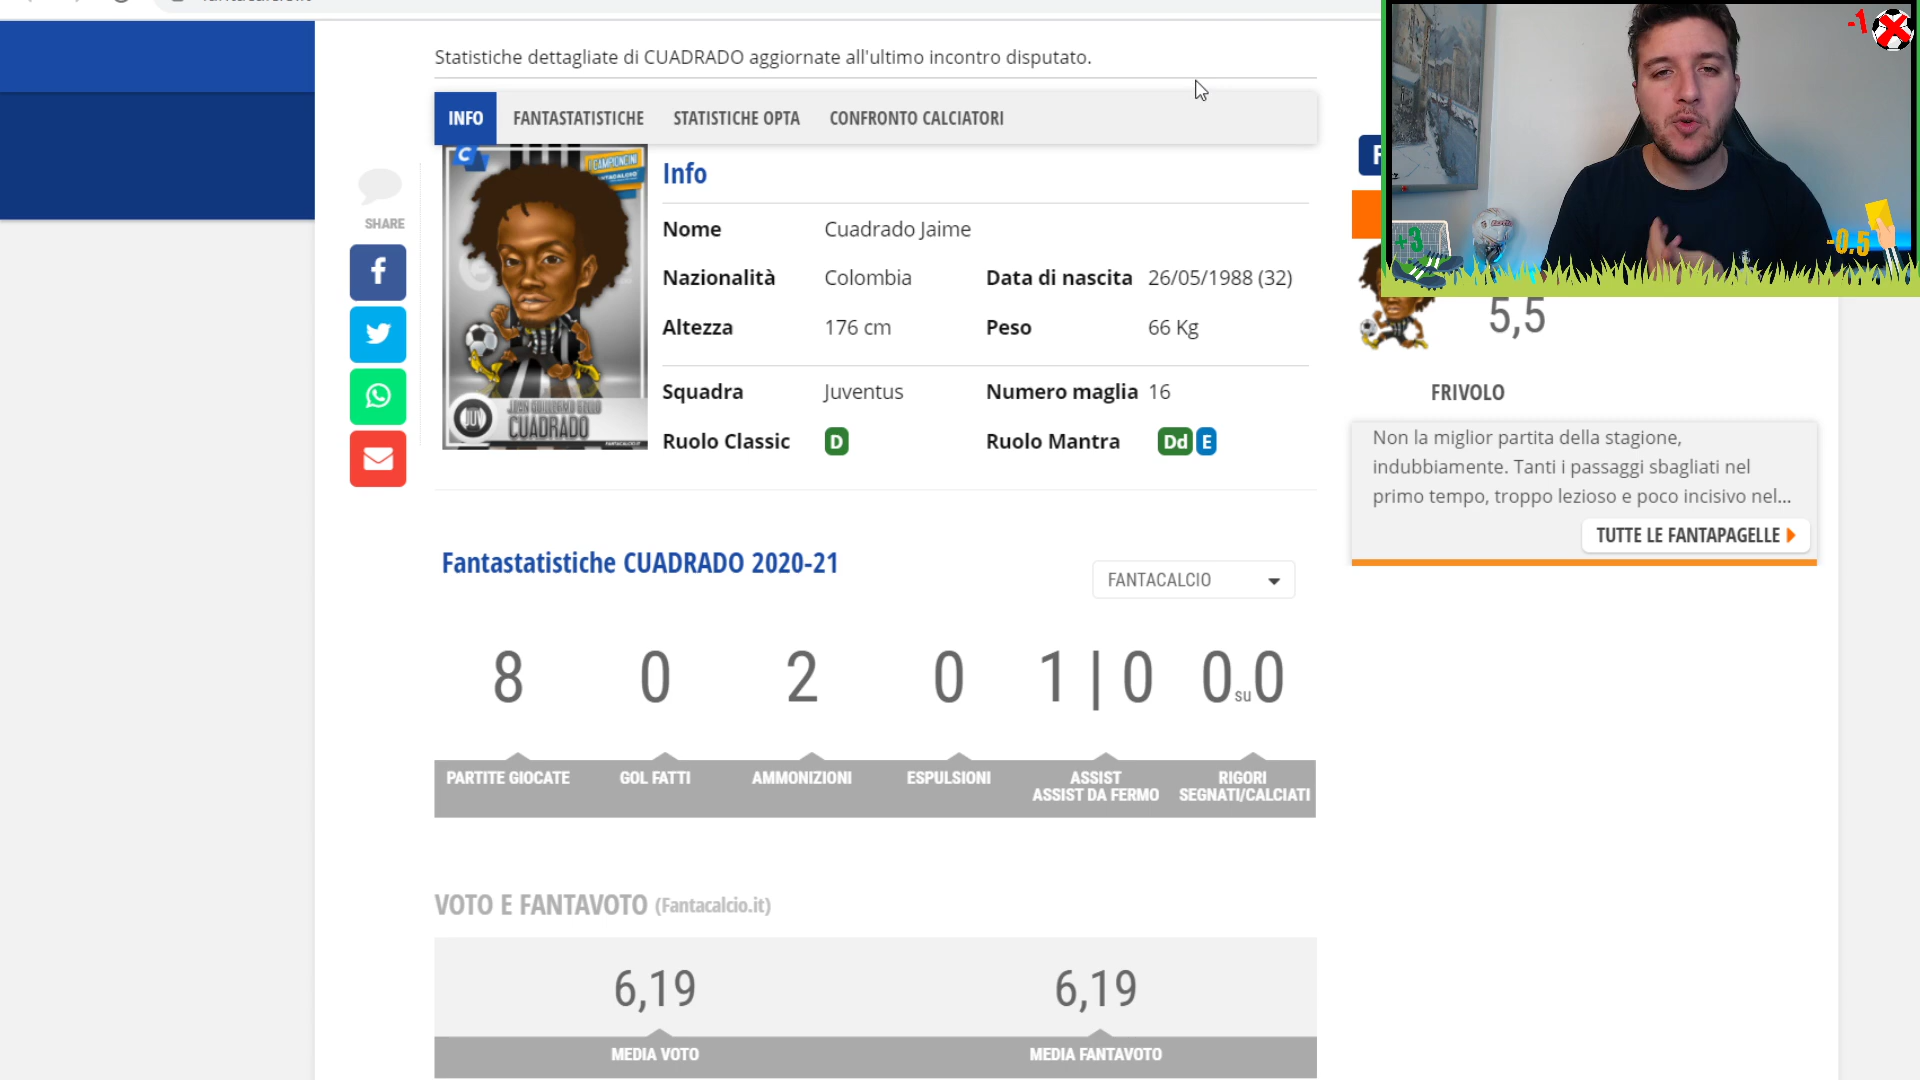 Statistiche dettagliate di CUADRADO aggiornate all'ultimo incontro disputato.
INFO FANTASTATISTICHE STATISTICHE OPTA CONFRONTO CALCIATORI
SHARE
CUADRADO
Info
Nome Cuadrado Jaime
Nazionalità Colombia Data di nascita 26/05/1988 (32)
Altezza 176 cm Peso 66 Kg
Squadra Juventus Numero maglia 16
Ruolo Classic D Ruolo Mantra Dd E
Fantastatistiche CUADRADO 2020-21
FANTACALCIO
8 0 2 0 1 | 0 0 su 0
PARTITE GIOCATE GOL FATTI AMMONIZIONI ESPULSIONI ASSIST RIGORI
ASSIST DA FERMO SEGNATI/CALCIATI
VOTO E FANTAVOTO (Fantacalcio.it)
6,19 6,19
MEDIA VOTO MEDIA FANTAVOTO
-1
+3
-0,5
5,5
FRIVOLO
Non la miglior partita della stagione,
indubbiamente. Tanti i passaggi sbagliati nel
primo tempo, troppo lezioso e poco incisivo nel...
TUTTE LE FANTAPAGELLE